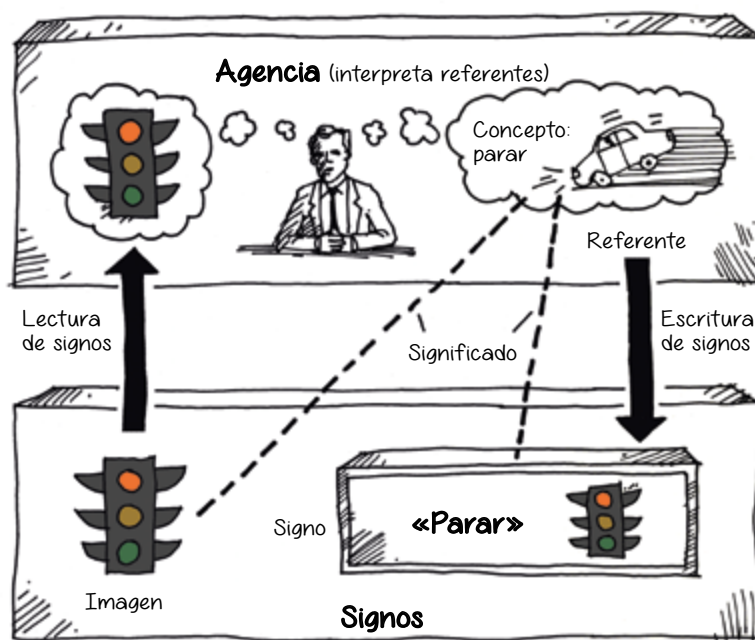 Agencia (interpreta referentes)
Concepto:
parar
Referente
Lectura
de signos
Significado
Escritura
de signos
Signo
«Parar»
Imagen
Signos